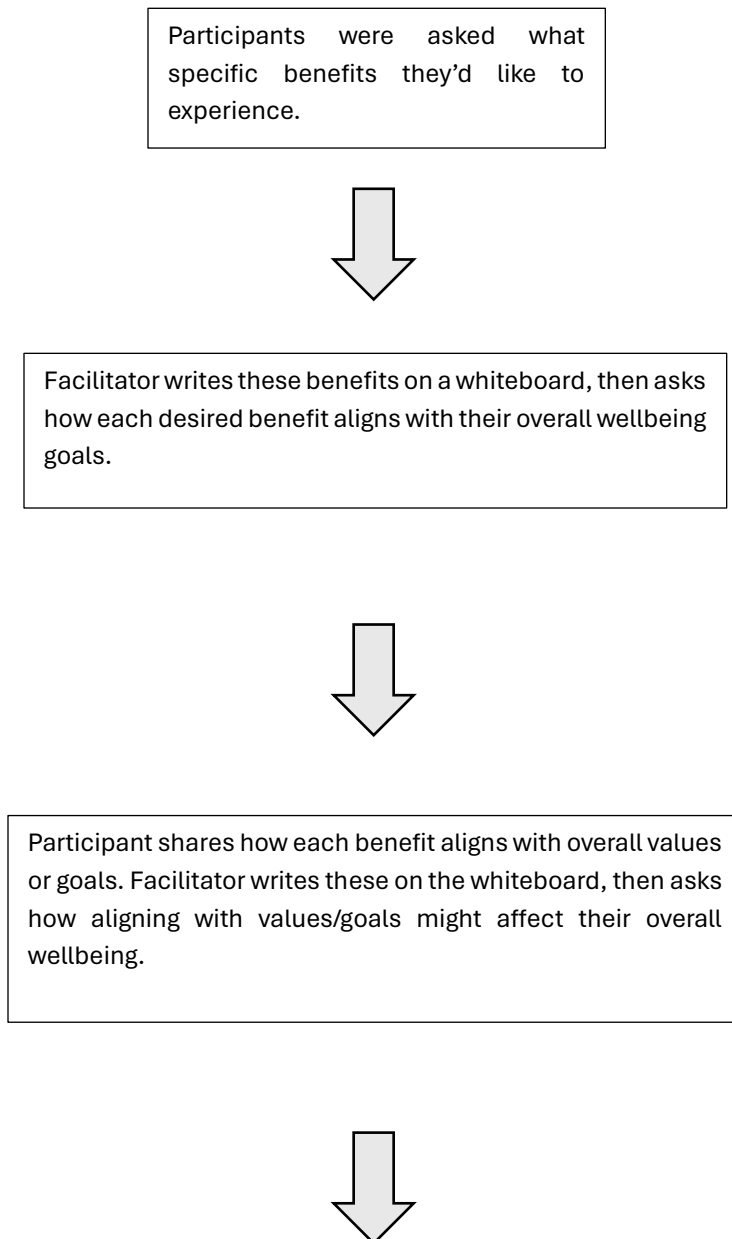 Participants were asked what
specific benefits they’d like to
experience.
Facilitator writes these benefits on a whiteboard, then asks
how each desired benefit aligns with their overall wellbeing
goals.
Participant shares how each benefit aligns with overall values
or goals. Facilitator writes these on the whiteboard, then asks
how aligning with values/goals might affect their overall
wellbeing.